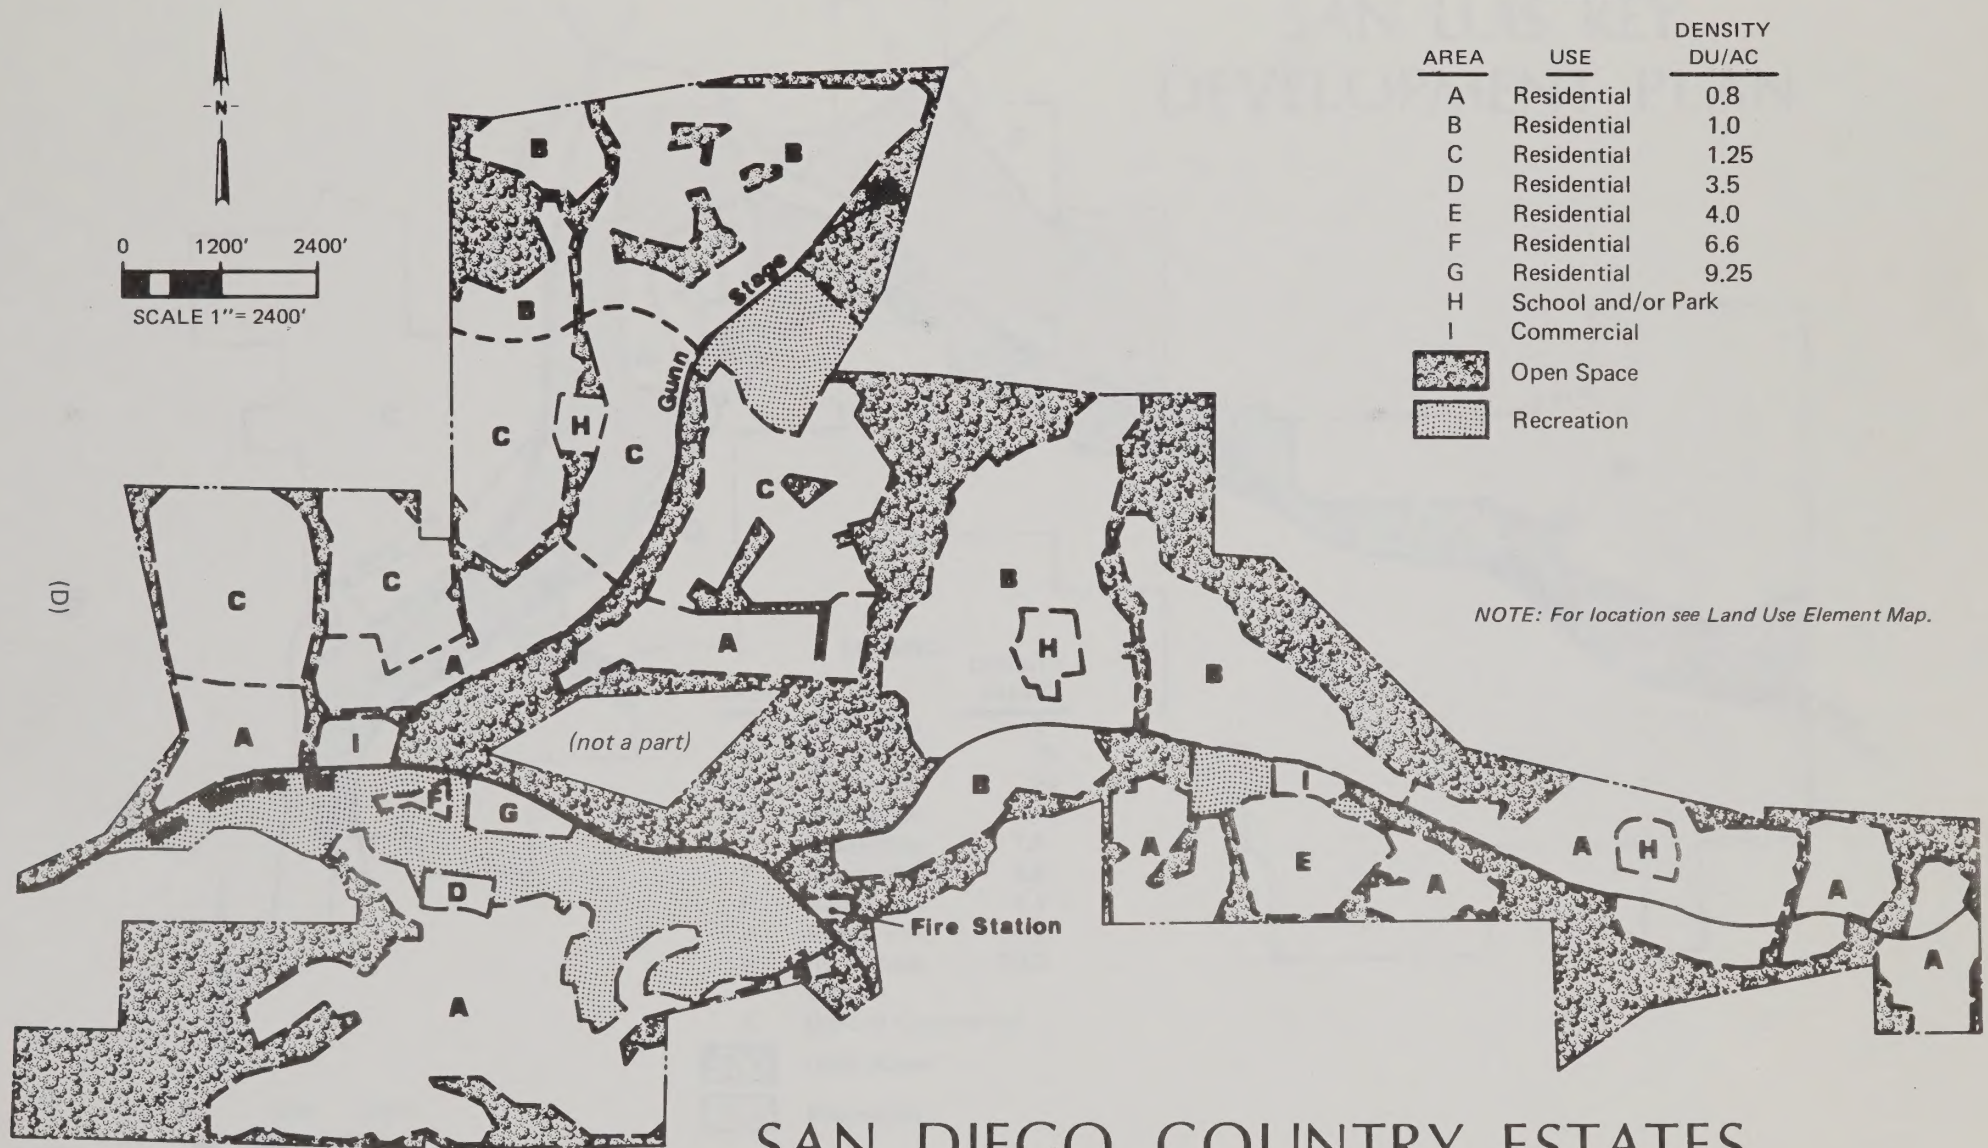 DENSITY
AREA USE DU/AC
A Residential 0.8
B Residential 1.0
C Residential 1.25
D Residential 3.5
E Residential 4.0
F Residential 6.6
G Residential 9.25
H School and/or Park
I Commercial
Open Space
Recreation
-N-
0 1200' 2400'
SCALE 1"= 2400'
NOTE: For location see Land Use Element Map.
(D)
B
B
B
Stage
Gunn
C
H
C
C
C
C
A
A
A
I
(not a part)
B
H
B
B
I
F
G
D
A
E
A
A
H
A
A
Fire Station
A
A
SAN DIEGO COUNTRY ESTATES